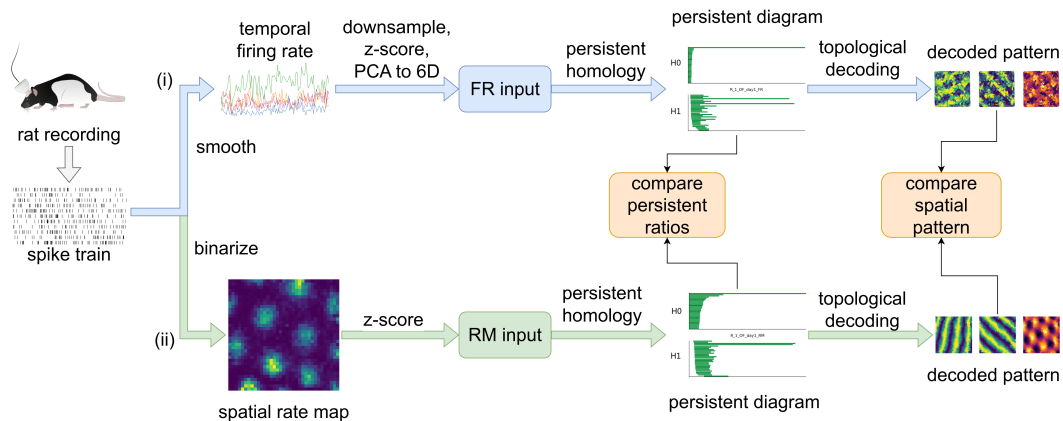 rat recording
spike train
(i)
smooth
temporal
firing rate
downsample,
z-score,
PCA to 6D
FR input
persistent
homology
persistent diagram
H0
R_1_OF_day1_FR
H1
topological
decoding
decoded pattern
compare
persistent
ratios
compare
spatial
pattern
binarize
(ii)
spatial rate map
z-score
RM input
persistent
homology
H0
R_1_OF_day1_RM
H1
persistent diagram
topological
decoding
decoded pattern